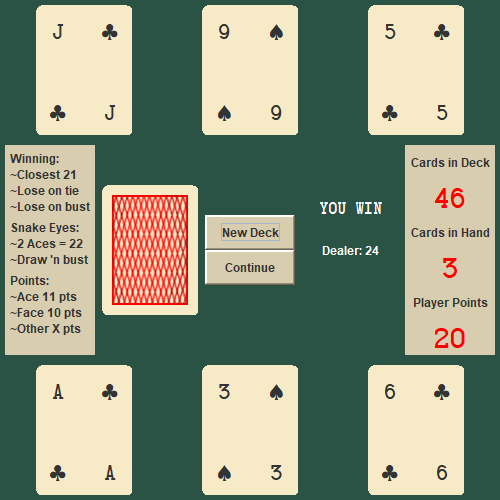 J ♣ 9 ♠ 5 ♣
♣ J ♠ 9 ♣ 5
Winning:
~Closest 21
~Lose on tie
~Lose on bust
Snake Eyes:
~2 Aces = 22
~Draw 'n bust
Points:
~Ace 11 pts
~Face 10 pts
~Other X pts
New Deck
Continue
YOU WIN
Dealer: 24
Cards in Deck
46
Cards in Hand
3
Player Points
20
A ♣ 3 ♠ 6 ♣
♣ A ♠ 3 ♣ 6